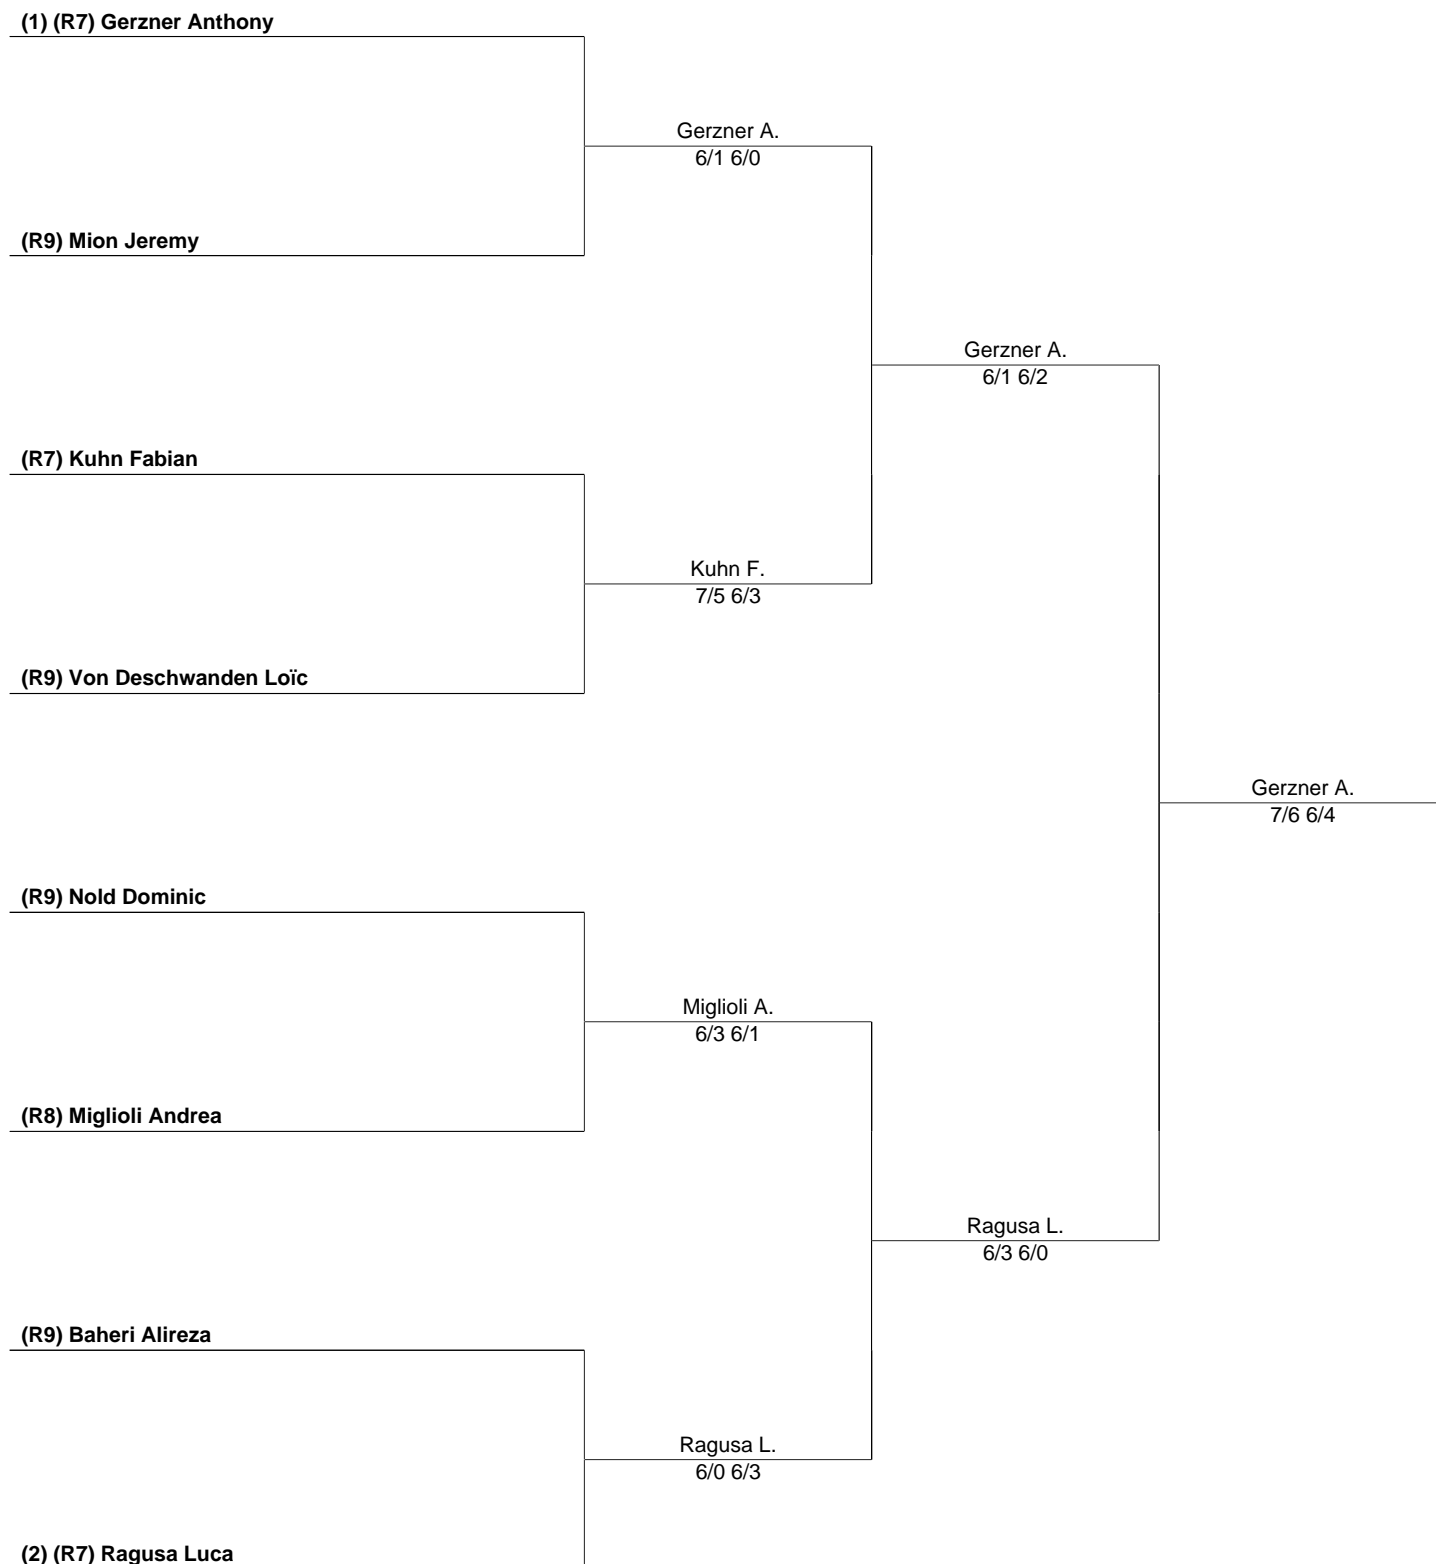 (1) (R7) Gerzner Anthony
Gerzner A.
6/1 6/0
(R9) Mion Jeremy
Gerzner A.
6/1 6/2
(R7) Kuhn Fabian
Kuhn F.
7/5 6/3
(R9) Von Deschwanden Loïc
Gerzner A.
7/6 6/4
(R9) Nold Dominic
Miglioli A.
6/3 6/1
(R8) Miglioli Andrea
Ragusa L.
6/3 6/0
(R9) Baheri Alireza
Ragusa L.
6/0 6/3
(2) (R7) Ragusa Luca